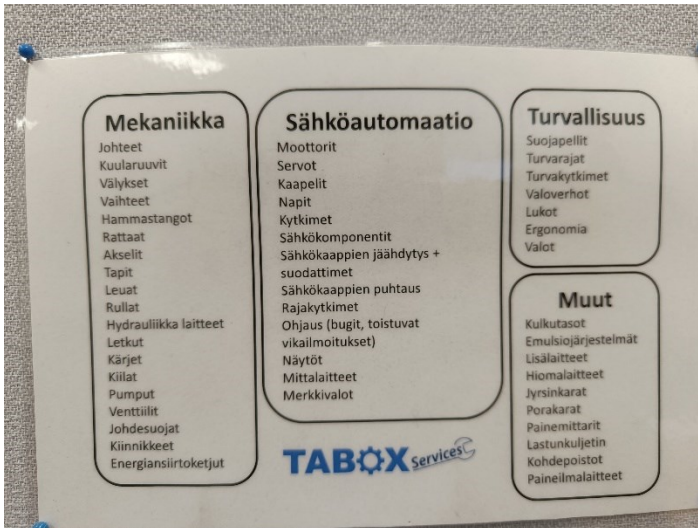 Mekaniikka
Johteet
Kuularuuvit
Välykset
Vaihteet
Hammastangot
Rattaat
Akselit
Tapit
Leuat
Rullat
Hydrauliikka laitteet
Letkut
Kärjet
Kiilat
Pumput
Venttiilit
Johdesuojat
Kiinnikkeet
Energiansiirtoketjut
Sähköautomaatio
Moottorit
Servot
Kaapelit
Napit
Kytkimet
Sähkökomponentit
Sähkökaappien jäähdytys +
suodattimet
Sähkökaappien puhtaus
Rajakytkimet
Ohjaus (bugit, toistuvat
vikailmoitukset)
Näytöt
Mittalaitteet
Merkkivalot
Turvallisuus
Suojapellit
Turvarajat
Turvakytkimet
Valoverhot
Lukot
Ergonomia
Valot
Muut
Kulkutasot
Emulsiojärjestelmät
Lisälaitteet
Hiomalaitteet
Jyrsinkarat
Porakarat
Painemittarit
Lastunkuljetin
Kohdepoistot
Paineilmalaitteet
TABOX Services